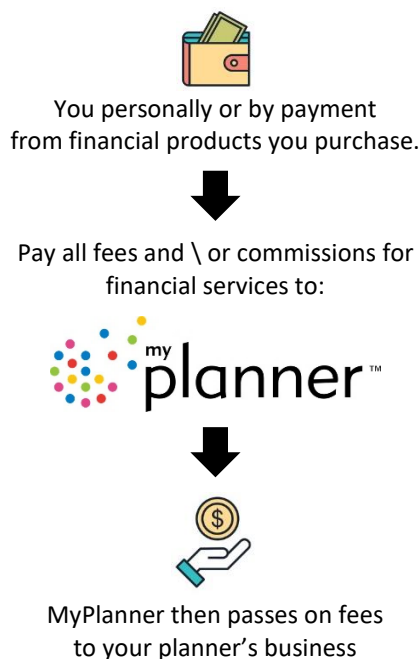 You personally or by payment
from financial products you purchase.
Pay all fees and \ or commissions for
financial services to:
my
planner™
$
MyPlanner then passes on fees
to your planner’s business